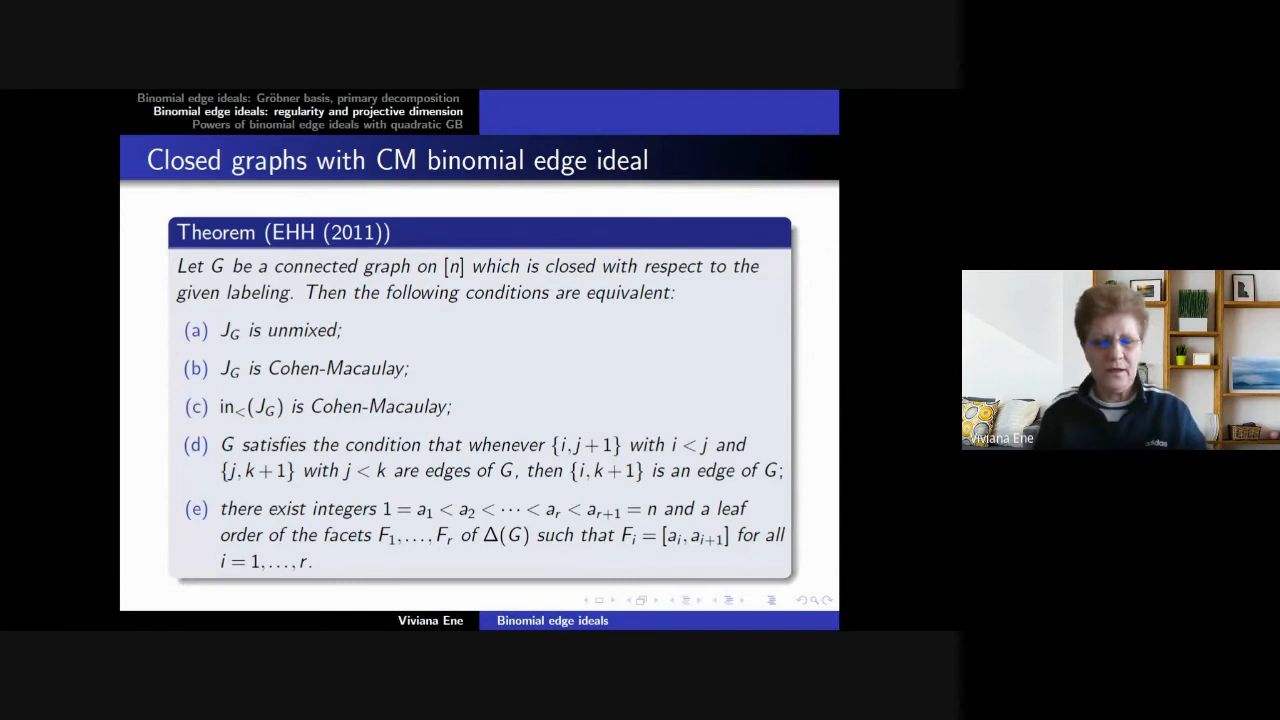 Binomial edge ideals: Gröbner basis, primary decomposition
Binomial edge ideals: regularity and projective dimension
Powers of binomial edge ideals with quadratic GB
Closed graphs with CM binomial edge ideal
Theorem (EHH (2011))
Let G be a connected graph on [n] which is closed with respect to the
given labeling. Then the following conditions are equivalent:
(a) J_G is unmixed;
(b) J_G is Cohen-Macaulay;
(c) in_<(J_G) is Cohen-Macaulay;
(d) G satisfies the condition that whenever {i, j + 1} with i < j and
{j, k + 1} with j < k are edges of G, then {i, k + 1} is an edge of G;
(e) there exist integers 1 = a_1 < a_2 < ⋯ < a_r < a_{r+1} = n and a leaf
order of the facets F_1, …, F_r of Δ(G) such that F_i = [a_i, a_{i+1}] for all
i = 1, …, r.
Viviana Ene
Binomial edge ideals
Viviana Ene
adidas